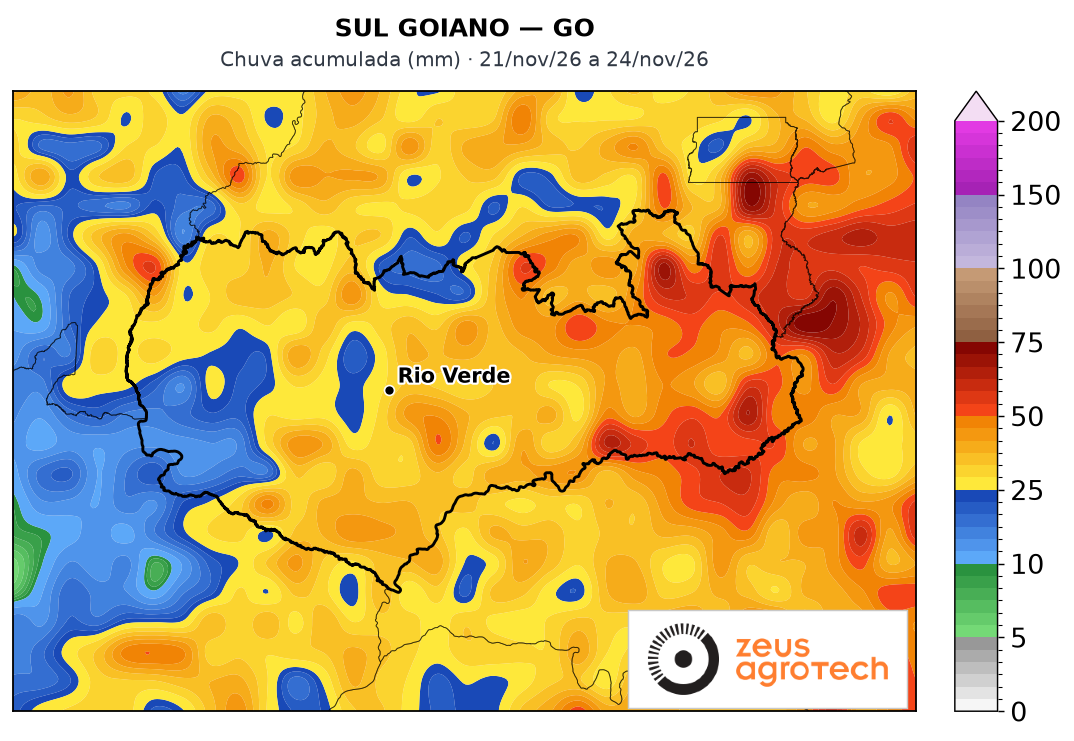 SUL GOIANO — GO
Chuva acumulada (mm) · 21/nov/26 a 24/nov/26
200
150
100
75
50
25
10
5
0
Rio Verde
zeus
agrotech